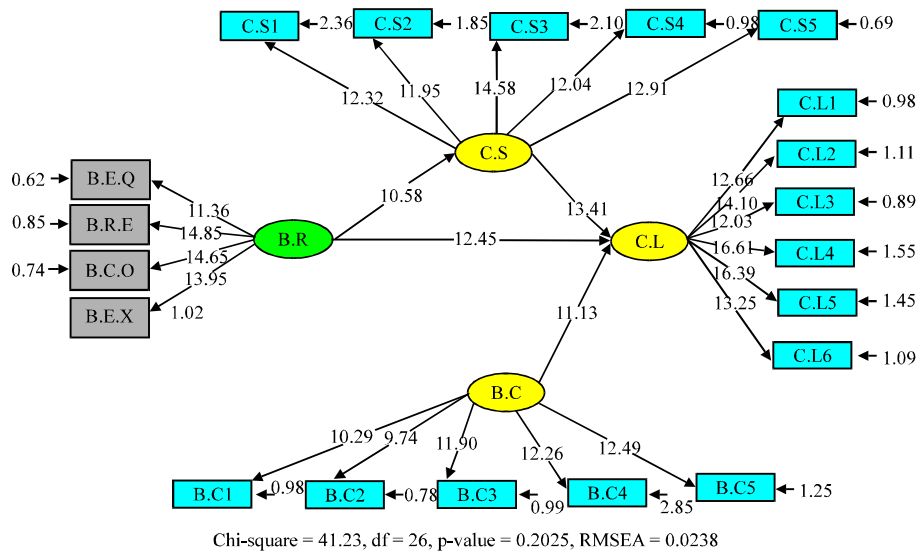 C.S1 2.36 C.S2 1.85 C.S3 2.10 C.S4 0.98 C.S5 0.69
12.32 11.95 14.58 12.04 12.91
C.S
C.L1 0.98
C.L2 1.11
C.L3 0.89
C.L4 1.55
C.L5 1.45
C.L6 1.09
12.66
14.10
12.03
16.61
16.39
13.25
0.62 B.E.Q
0.85 B.R.E
0.74 B.C.O
B.E.X 1.02
11.36
14.85
14.65
13.95
B.R
10.58
13.41
12.45
C.L
11.13
B.C
10.29 9.74 11.90 12.26 12.49
B.C1 0.98 B.C2 0.78 B.C3 0.99 B.C4 2.85 B.C5 1.25
Chi-square = 41.23, df = 26, p-value = 0.2025, RMSEA = 0.0238